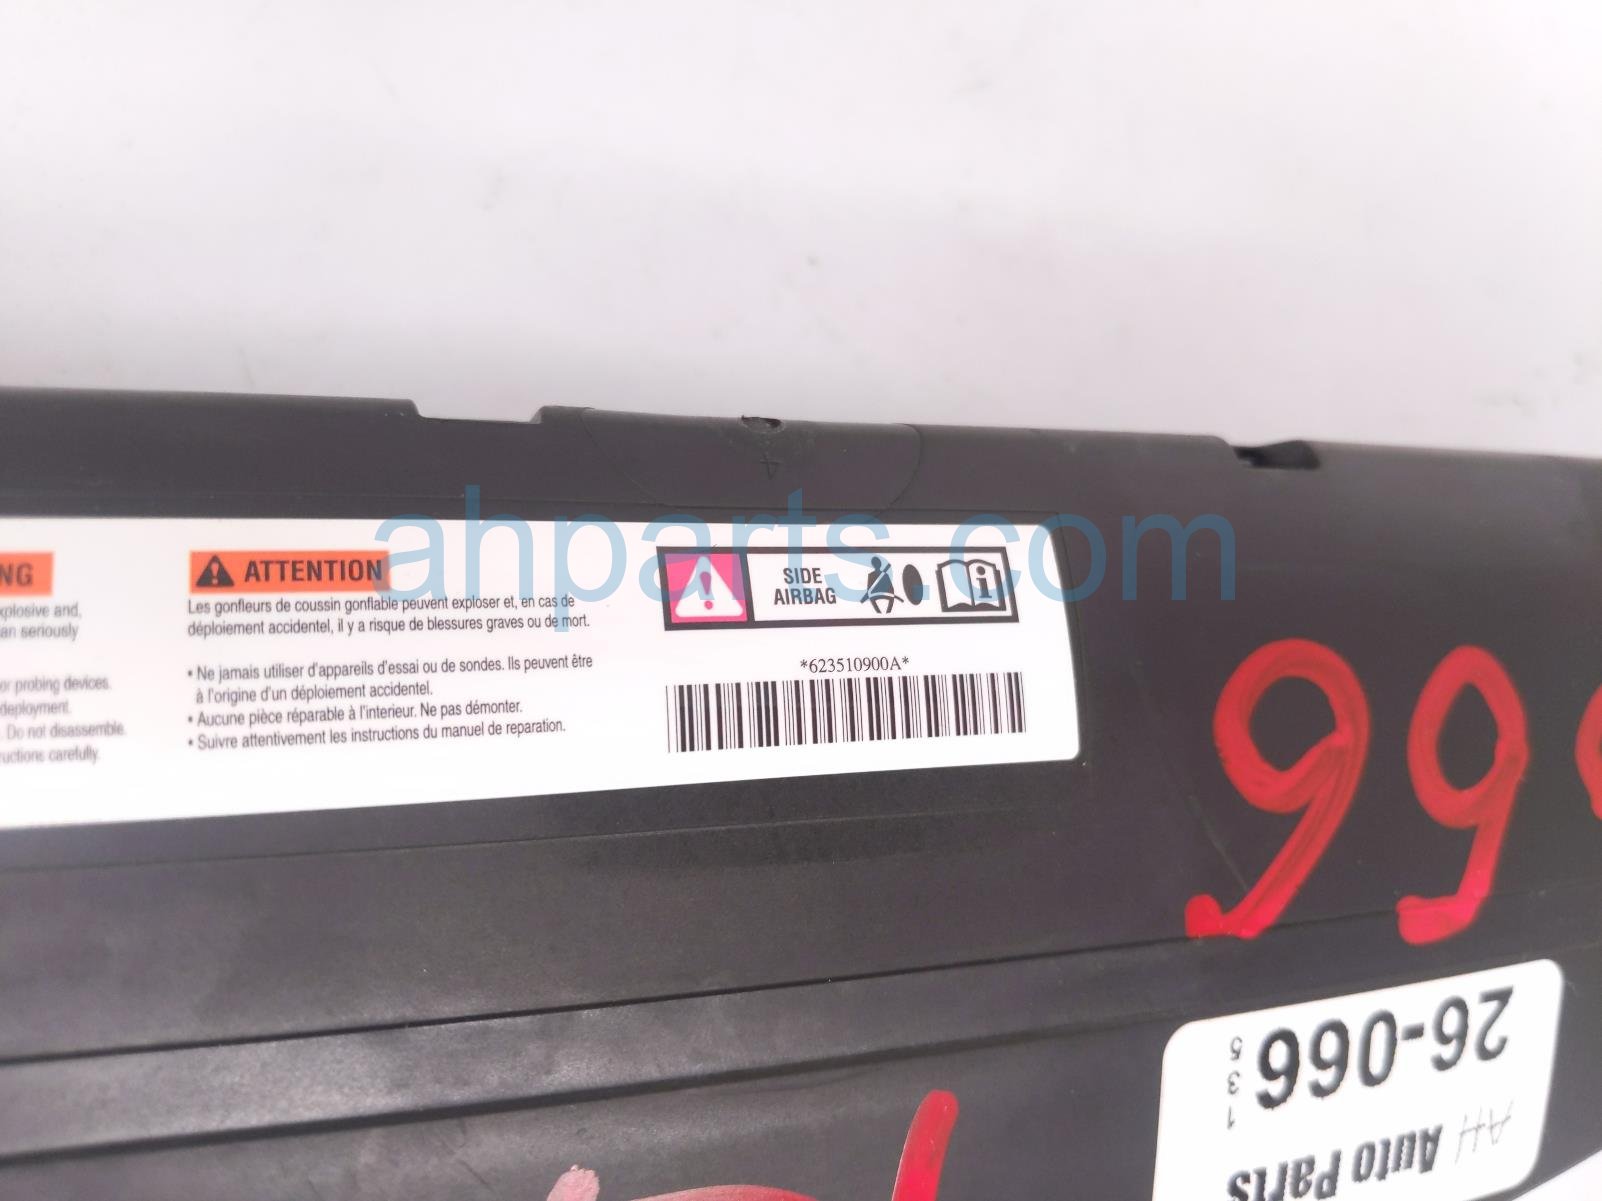 NG
and,
an seriously
or probing devices.
deployment.
Do not disassemble.
carefully.
ATTENTION
Les gonfleurs de coussin gonflable peuvent exploser et, en cas de
déploiement accidentel, il y a risque de blessures graves ou de mort.
• Ne jamais utiliser d'appareils d'essai ou de sondes. Ils peuvent être
à l'origine d'un déploiement accidentel.
• Aucune pièce réparable à l'interieur. Ne pas démonter.
• Suivre attentivement les instructions du manuel de reparation.
SIDE
AIRBAG
*623510900A*
ahparts.com
26-066
1 3 5
AH Auto Parts